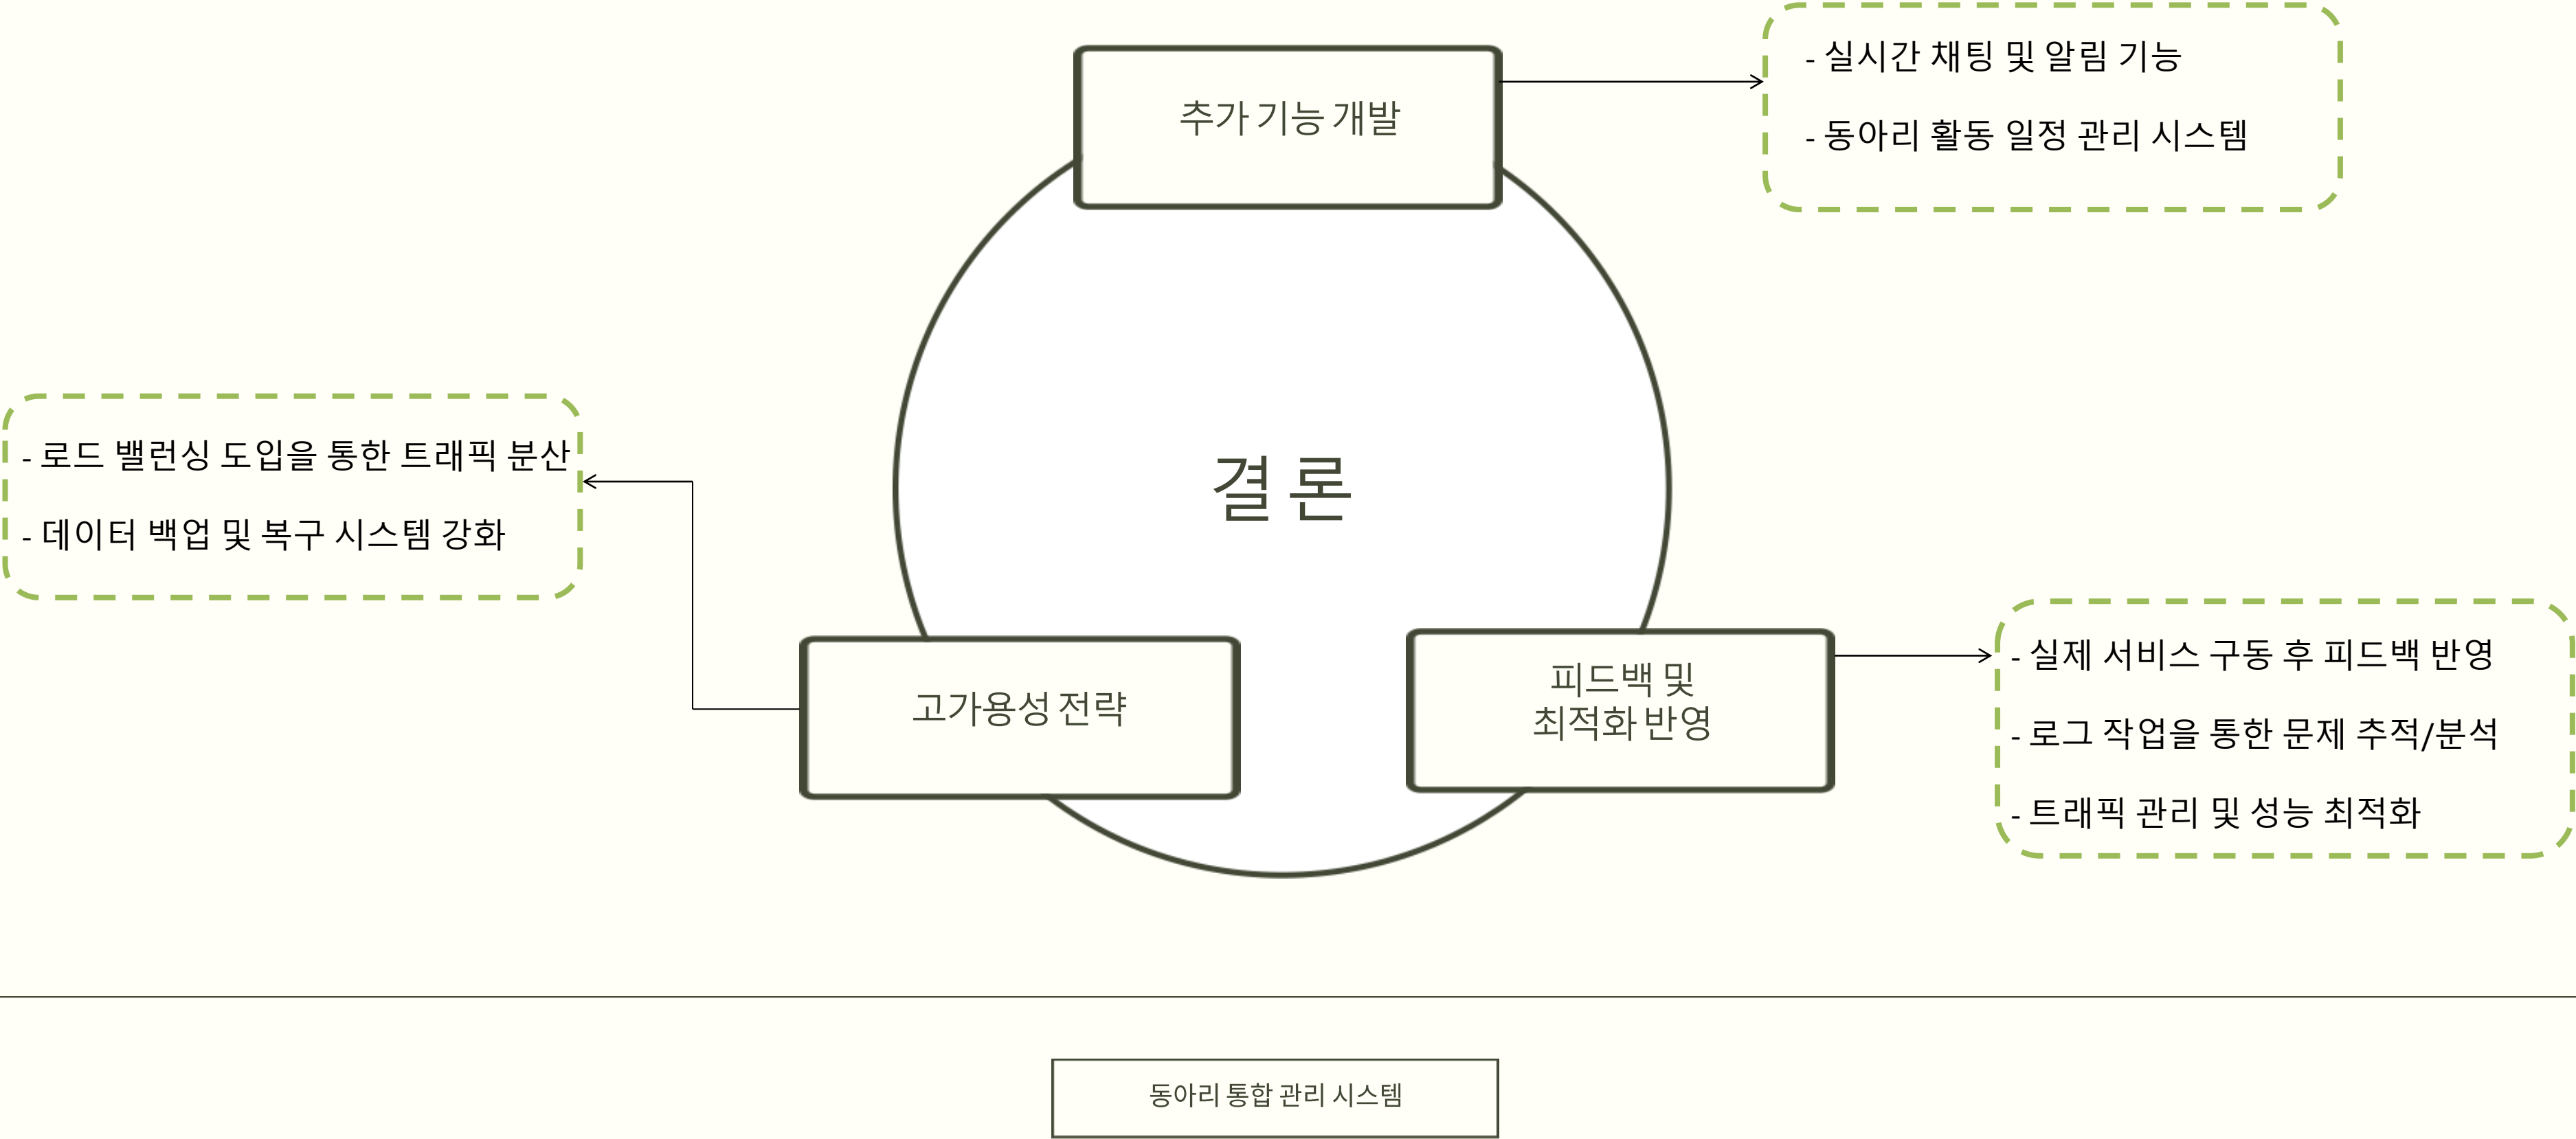 추가 기능 개발
- 실시간 채팅 및 알림 기능
- 동아리 활동 일정 관리 시스템
결론
- 로드 밸런싱 도입을 통한 트래픽 분산
- 데이터 백업 및 복구 시스템 강화
고가용성 전략
피드백 및
최적화 반영
- 실제 서비스 구동 후 피드백 반영
- 로그 작업을 통한 문제 추적/분석
- 트래픽 관리 및 성능 최적화
동아리 통합 관리 시스템